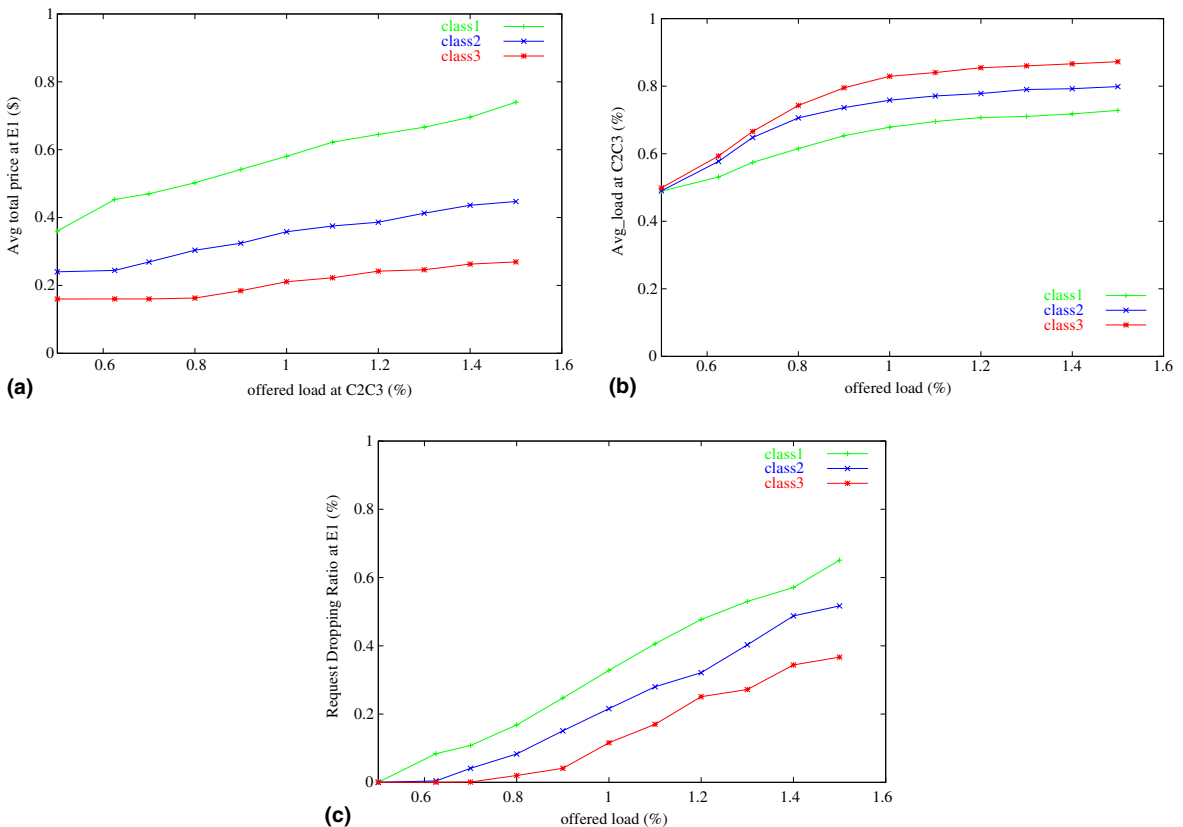 1
0.8
0.6
0.4
0.2
0
0.6
0.8
1
1.2
1.4
1.6
Avg total price at E1 ($)
offered load at C2C3 (%)
class1
class2
class3
(a)
1
0.8
0.6
0.4
0.2
0
0.6
0.8
1
1.2
1.4
1.6
Avg_load at C2C3 (%)
offered load (%)
class1
class2
class3
(b)
1
0.8
0.6
0.4
0.2
0
0.6
0.8
1
1.2
1.4
1.6
Request Dropping Ratio at E1 (%)
offered load (%)
class1
class2
class3
(c)